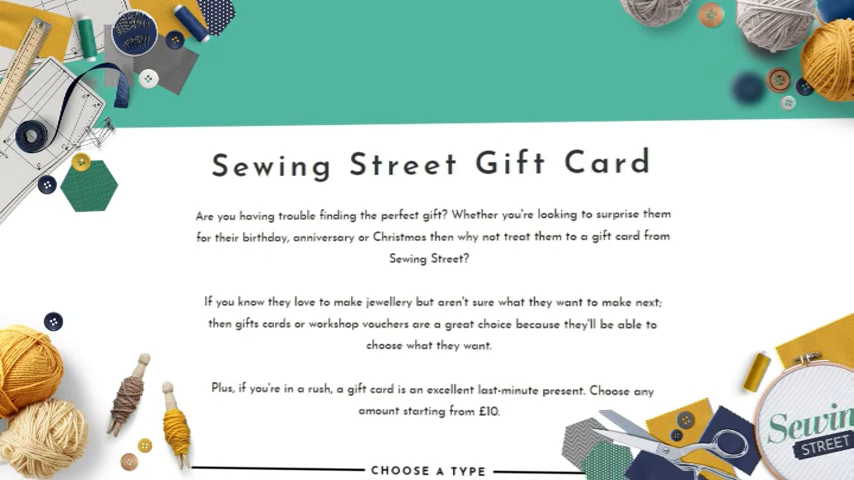 Sewing Street Gift Card
Are you having trouble finding the perfect gift? Whether you're looking to surprise them
for their birthday, anniversary or Christmas then why not treat them to a gift card from
Sewing Street?
If you know they love to make jewellery but aren't sure what they want to make next;
then gifts cards or workshop vouchers are a great choice because they'll be able to
choose what they want.
Plus, if you're in a rush, a gift card is an excellent last-minute present. Choose any
amount starting from £10.
CHOOSE A TYPE
Sewin
STREET